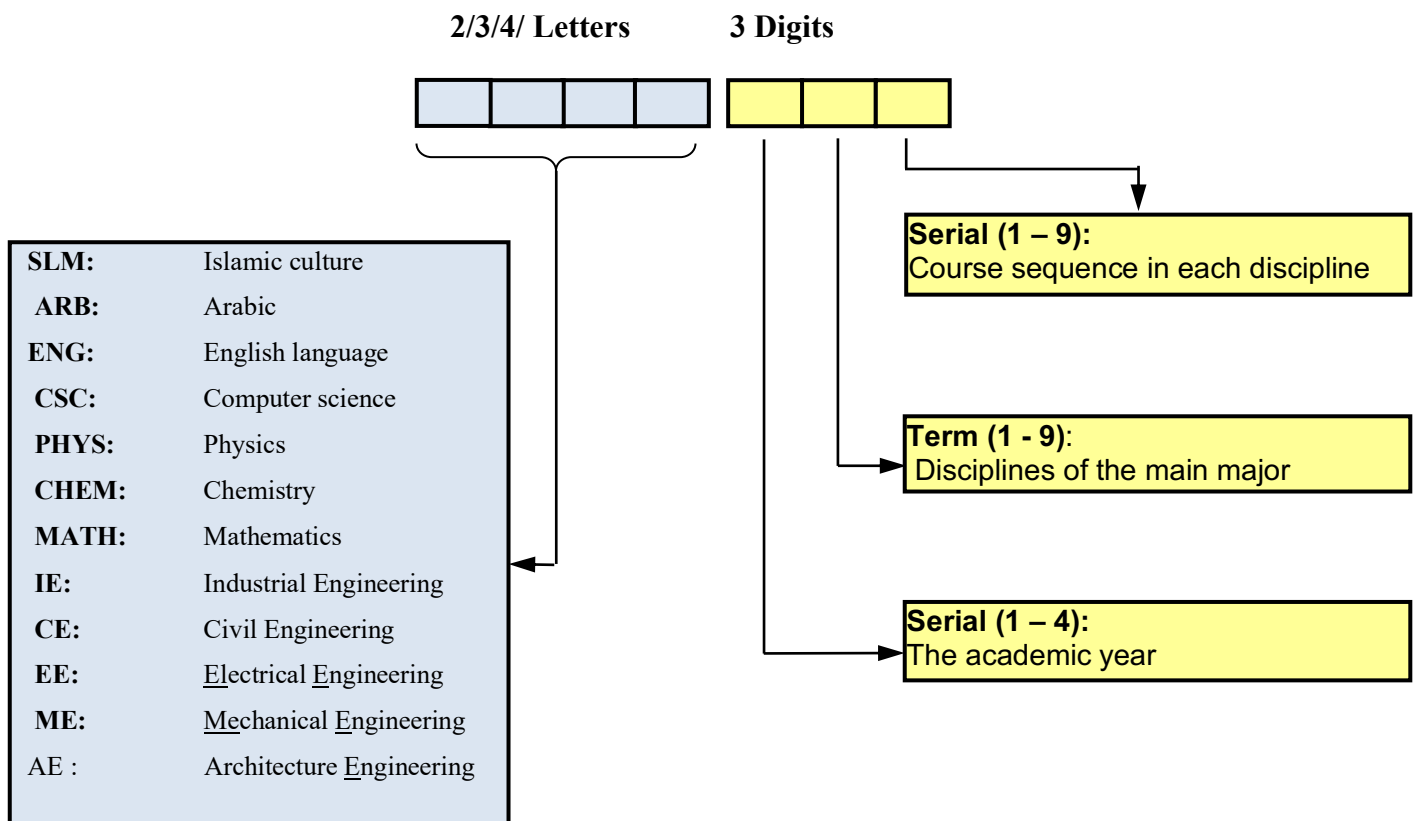 2/3/4/ Letters 3 Digits
SLM: Islamic culture
ARB: Arabic
ENG: English language
CSC: Computer science
PHYS: Physics
CHEM: Chemistry
MATH: Mathematics
IE: Industrial Engineering
CE: Civil Engineering
EE: Electrical Engineering
ME: Mechanical Engineering
AE : Architecture Engineering
Serial (1 – 9):
Course sequence in each discipline
Term (1 - 9):
Disciplines of the main major
Serial (1 – 4):
The academic year